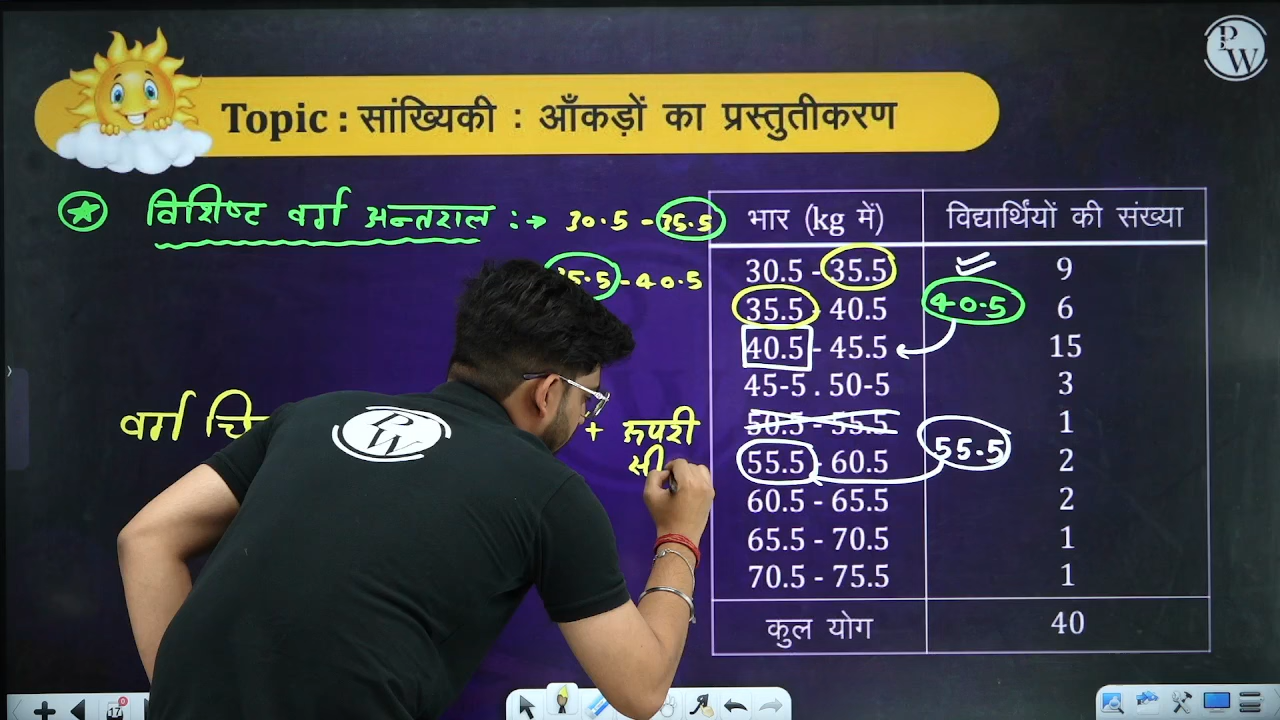 PW
Topic : सांख्यिकी : आँकड़ों का प्रस्तुतीकरण
विशिष्ट वर्ग अन्तराल :→ 30.5 - 35.5
- 40.5
भार (kg में) विद्यार्थियों की संख्या
30.5 - 35.5 9
35.5 - 40.5 40.5 6
40.5 - 45.5 15
45-5 . 50-5 3
50.5 - 55.5 1
55.5 - 60.5 55.5 2
60.5 - 65.5 2
65.5 - 70.5 1
70.5 - 75.5 1
कुल योग 40
वर्ग + ऊपरी
PW
17